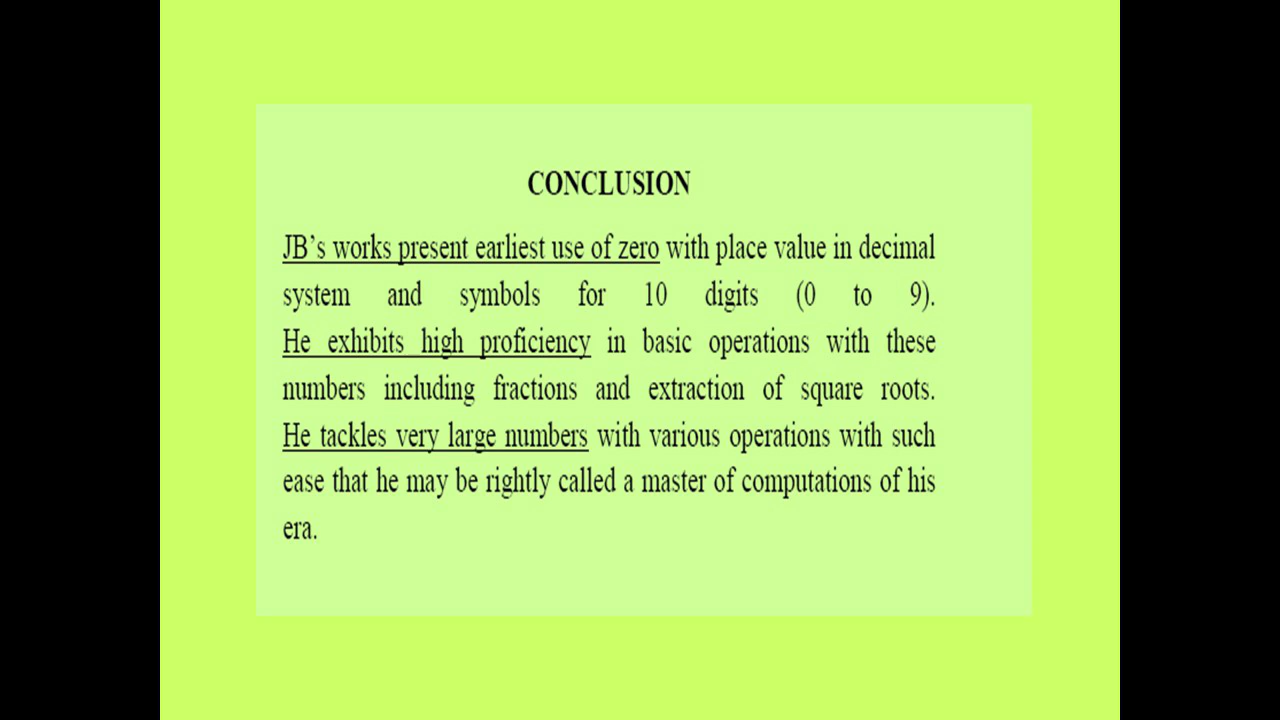 CONCLUSION
JB’s works present earliest use of zero with place value in decimal
system and symbols for 10 digits (0 to 9).
He exhibits high proficiency in basic operations with these
numbers including fractions and extraction of square roots.
He tackles very large numbers with various operations with such
ease that he may be rightly called a master of computations of his
era.